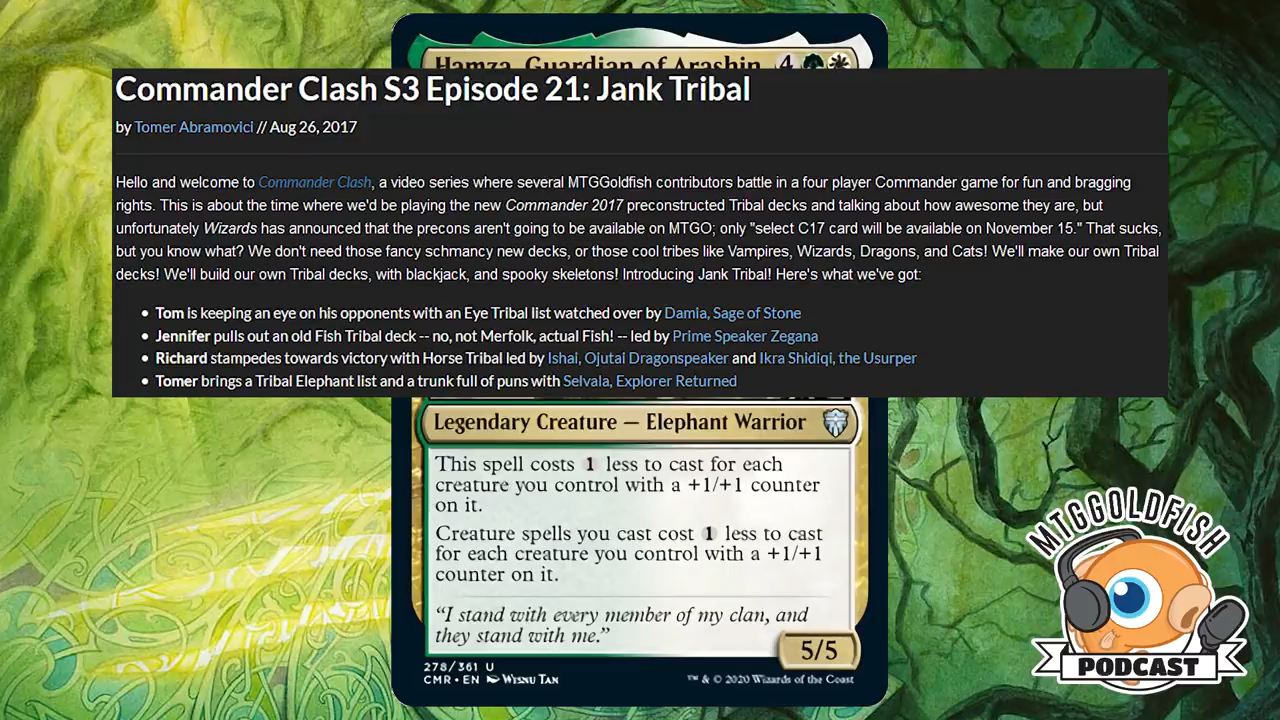 Hamza, Guardian of Arashin 4
Commander Clash S3 Episode 21: Jank Tribal
by Tomer Abramovici // Aug 26, 2017
Hello and welcome to Commander Clash, a video series where several MTGGoldfish contributors battle in a four player Commander game for fun and bragging
rights. This is about the time where we'd be playing the new Commander 2017 preconstructed Tribal decks and talking about how awesome they are, but
unfortunately Wizards has announced that the precons aren't going to be available on MTGO; only "select C17 card will be available on November 15." That sucks,
but you know what? We don't need those fancy schmancy new decks, or those cool tribes like Vampires, Wizards, Dragons, and Cats! We'll make our own Tribal
decks! We'll build our own Tribal decks, with blackjack, and spooky skeletons! Introducing Jank Tribal! Here's what we've got:
• Tom is keeping an eye on his opponents with an Eye Tribal list watched over by Damia, Sage of Stone
• Jennifer pulls out an old Fish Tribal deck -- no, not Merfolk, actual Fish! -- led by Prime Speaker Zegana
• Richard stampedes towards victory with Horse Tribal led by Ishai, Ojutai Dragonspeaker and Ikra Shidiqi, the Usurper
• Tomer brings a Tribal Elephant list and a trunk full of puns with Selvala, Explorer Returned
Legendary Creature — Elephant Warrior
This spell costs 1 less to cast for each
creature you control with a +1/+1 counter
on it.
Creature spells you cast cost 1 less to cast
for each creature you control with a +1/+1
counter on it.
"I stand with every member of my clan, and
they stand with me."
5/5
278/361 U
CMR • EN Wisnu Tan
™ & © 2020 Wizards of the Coast
MTGGOLDFISH
PODCAST